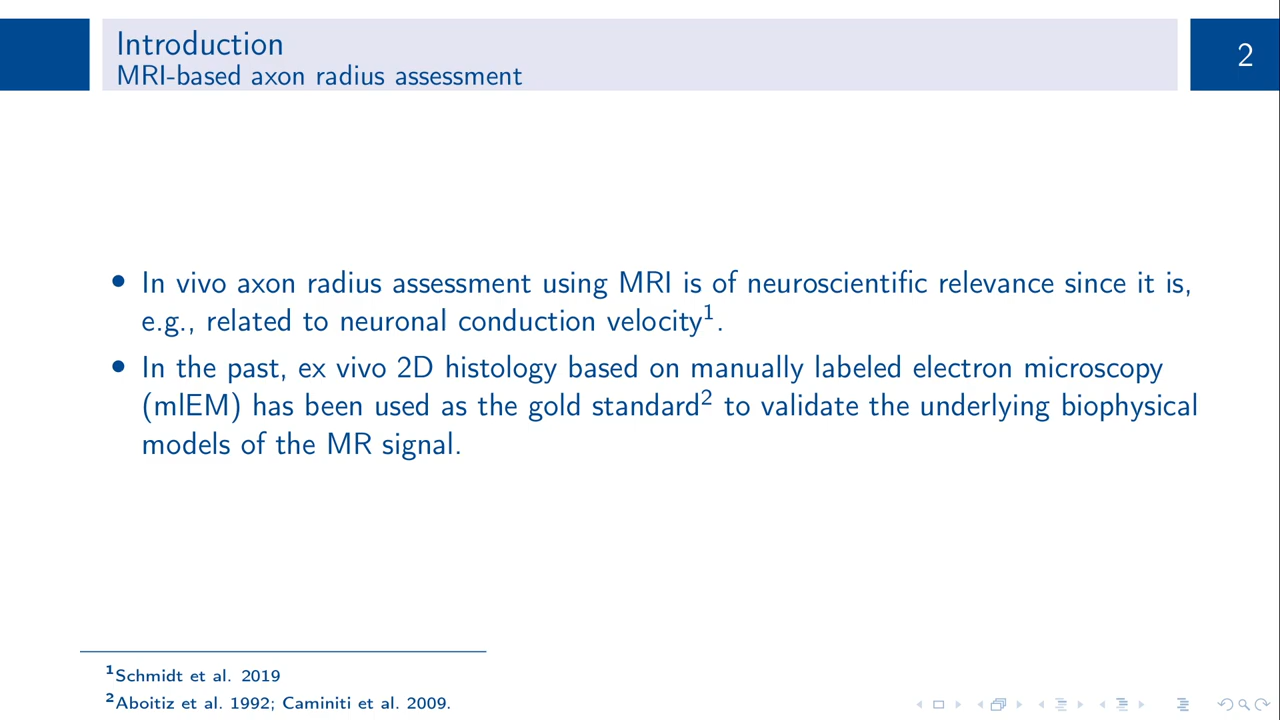 Introduction
MRI-based axon radius assessment
2
• In vivo axon radius assessment using MRI is of neuroscientific relevance since it is,
e.g., related to neuronal conduction velocity¹.
• In the past, ex vivo 2D histology based on manually labeled electron microscopy
(mlEM) has been used as the gold standard² to validate the underlying biophysical
models of the MR signal.
¹Schmidt et al. 2019
²Aboitiz et al. 1992; Caminiti et al. 2009.